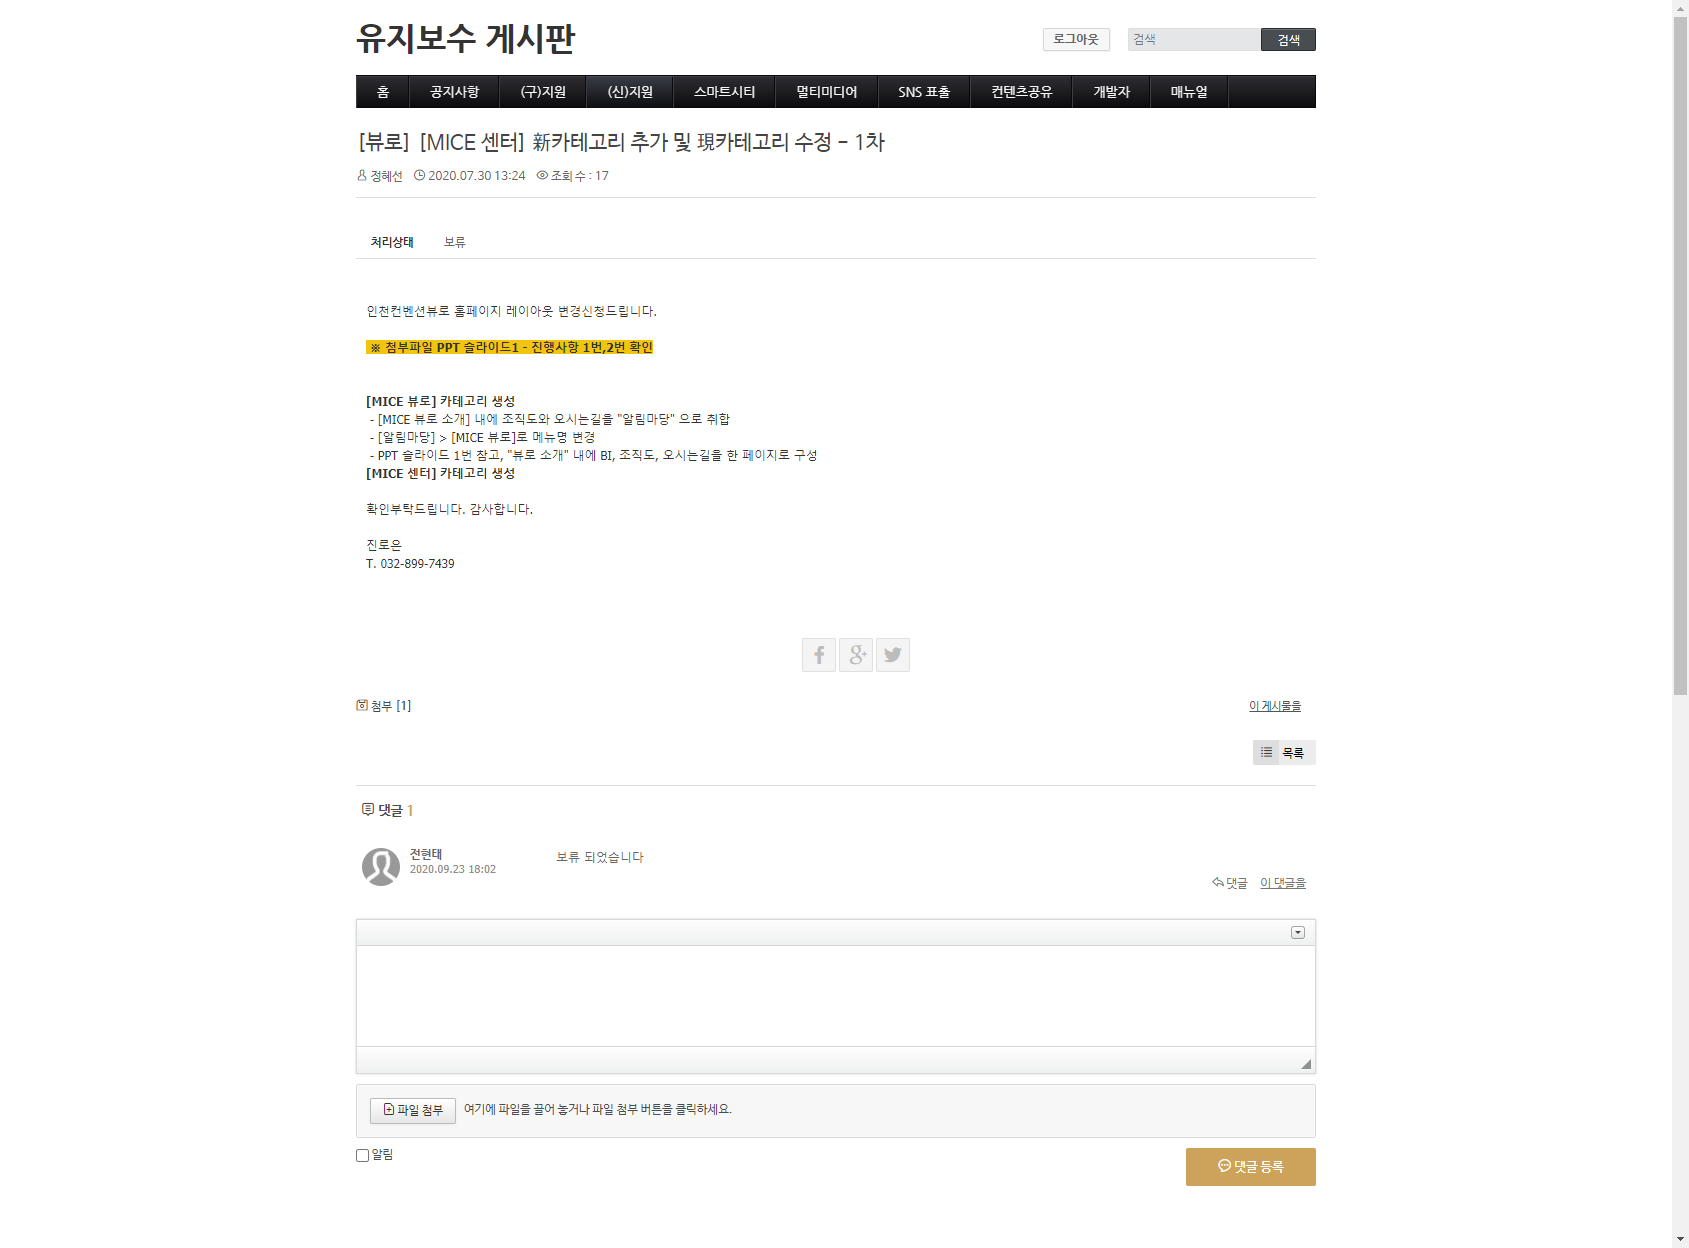 유지보수 게시판
로그아웃 검색 검색
홈 공지사항 (구)지원 (신)지원 스마트시티 멀티미디어 SNS 표출 컨텐츠공유 개발자 매뉴얼
[뷰로] [MICE 센터] 新카테고리 추가 및 現카테고리 수정 - 1차
정혜선 2020.07.30 13:24 조회 수 : 17
처리상태 보류
인천컨벤션뷰로 홈페이지 레이아웃 변경신청드립니다.
※ 첨부파일 PPT 슬라이드1 - 진행사항 1번,2번 확인
[MICE 뷰로] 카테고리 생성
- [MICE 뷰로 소개] 내에 조직도와 오시는길을 "알림마당" 으로 취합
- [알림마당] > [MICE 뷰로]로 메뉴명 변경
- PPT 슬라이드 1번 참고, "뷰로 소개" 내에 BI, 조직도, 오시는길을 한 페이지로 구성
[MICE 센터] 카테고리 생성
확인부탁드립니다. 감사합니다.
진로은
T. 032-899-7439
첨부 [1] 이 게시물을
목록
댓글 1
전현태 보류 되었습니다
2020.09.23 18:02
댓글 이 댓글을
파일 첨부 여기에 파일을 끌어 놓거나 파일 첨부 버튼을 클릭하세요.
알림 댓글 등록